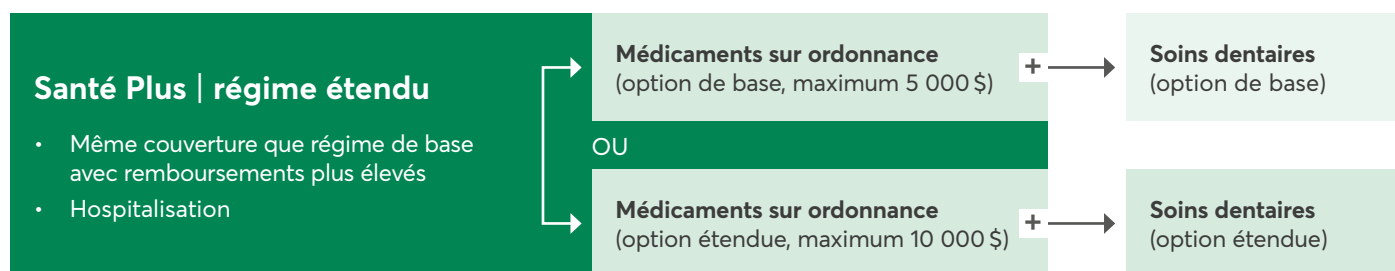 Santé Plus | régime étendu
• Même couverture que régime de base
avec remboursements plus élevés
• Hospitalisation
Médicaments sur ordonnance
(option de base, maximum 5 000 $)
+
Soins dentaires
(option de base)
OU
Médicaments sur ordonnance
(option étendue, maximum 10 000 $)
+
Soins dentaires
(option étendue)